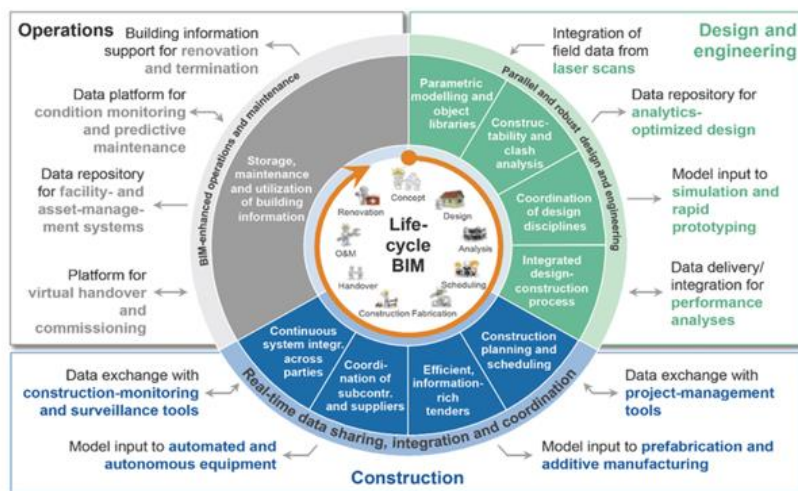 Operations
Building information
support for renovation
and termination
Data platform for
condition monitoring
and predictive
maintenance
Data repository
for facility- and
asset-manage-
ment systems
Platform for
virtual handover
and
commissioning
BIM-enhanced operations and maintenance
Storage,
maintenance
and utilization
of building
information
Design and
engineering
Integration of
field data from
laser scans
Data repository for
analytics-
optimized design
Model input to
simulation and
rapid
prototyping
Data delivery/
integration for
performance
analyses
Parallel and robust design and engineering
Parametric
modelling and
object
libraries
Construc-
tability and
clash
analysis
Coordination
of design
disciplines
Integrated
design-
construction
process
Life-
cycle
BIM
Concept
Design
Analysis
Scheduling
Fabrication
Construction
Handover
O&M
Renovation
Continuous
system integr.
across
parties
Coordi-
nation of
subcontr.
and suppliers
Efficient,
information-
rich
tenders
Construction
planning and
scheduling
Real-time data sharing, integration and coordination
Data exchange with
construction-monitoring
and surveillance tools
Model input to automated and
autonomous equipment
Data exchange with
project-management
tools
Model input to prefabrication and
additive manufacturing
Construction